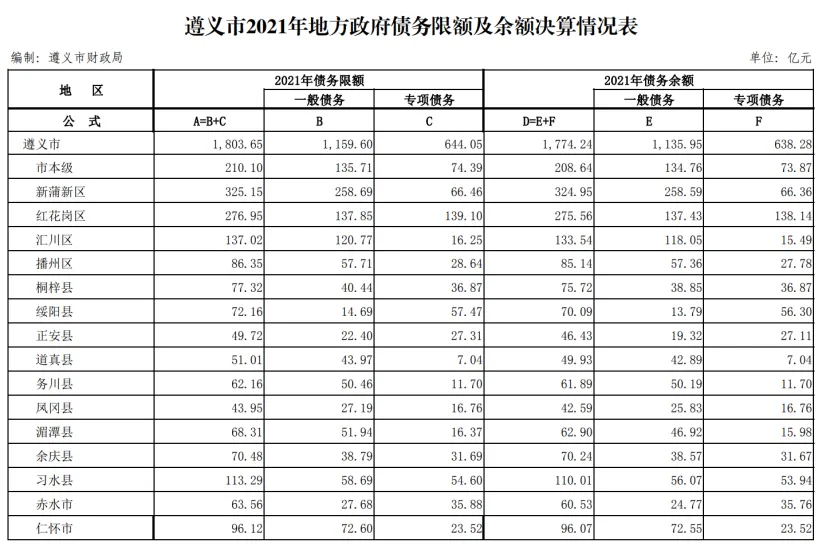 遵义市2021年地方政府债务限额及余额决算情况表
编制：遵义市财政局 单位：亿元
地 区 2021年债务限额 2021年债务余额
一般债务 专项债务 一般债务 专项债务
公 式 A=B+C B C D=E+F E F
遵义市 1,803.65 1,159.60 644.05 1,774.24 1,135.95 638.28
市本级 210.10 135.71 74.39 208.64 134.76 73.87
新蒲新区 325.15 258.69 66.46 324.95 258.59 66.36
红花岗区 276.95 137.85 139.10 275.56 137.43 138.14
汇川区 137.02 120.77 16.25 133.54 118.05 15.49
播州区 86.35 57.71 28.64 85.14 57.36 27.78
桐梓县 77.32 40.44 36.87 75.72 38.85 36.87
绥阳县 72.16 14.69 57.47 70.09 13.79 56.30
正安县 49.72 22.40 27.31 46.43 19.32 27.11
道真县 51.01 43.97 7.04 49.93 42.89 7.04
务川县 62.16 50.46 11.70 61.89 50.19 11.70
凤冈县 43.95 27.19 16.76 42.59 25.83 16.76
湄潭县 68.31 51.94 16.37 62.90 46.92 15.98
余庆县 70.48 38.79 31.69 70.24 38.57 31.67
习水县 113.29 58.69 54.60 110.01 56.07 53.94
赤水市 63.56 27.68 35.88 60.53 24.77 35.76
仁怀市 96.12 72.60 23.52 96.07 72.55 23.52